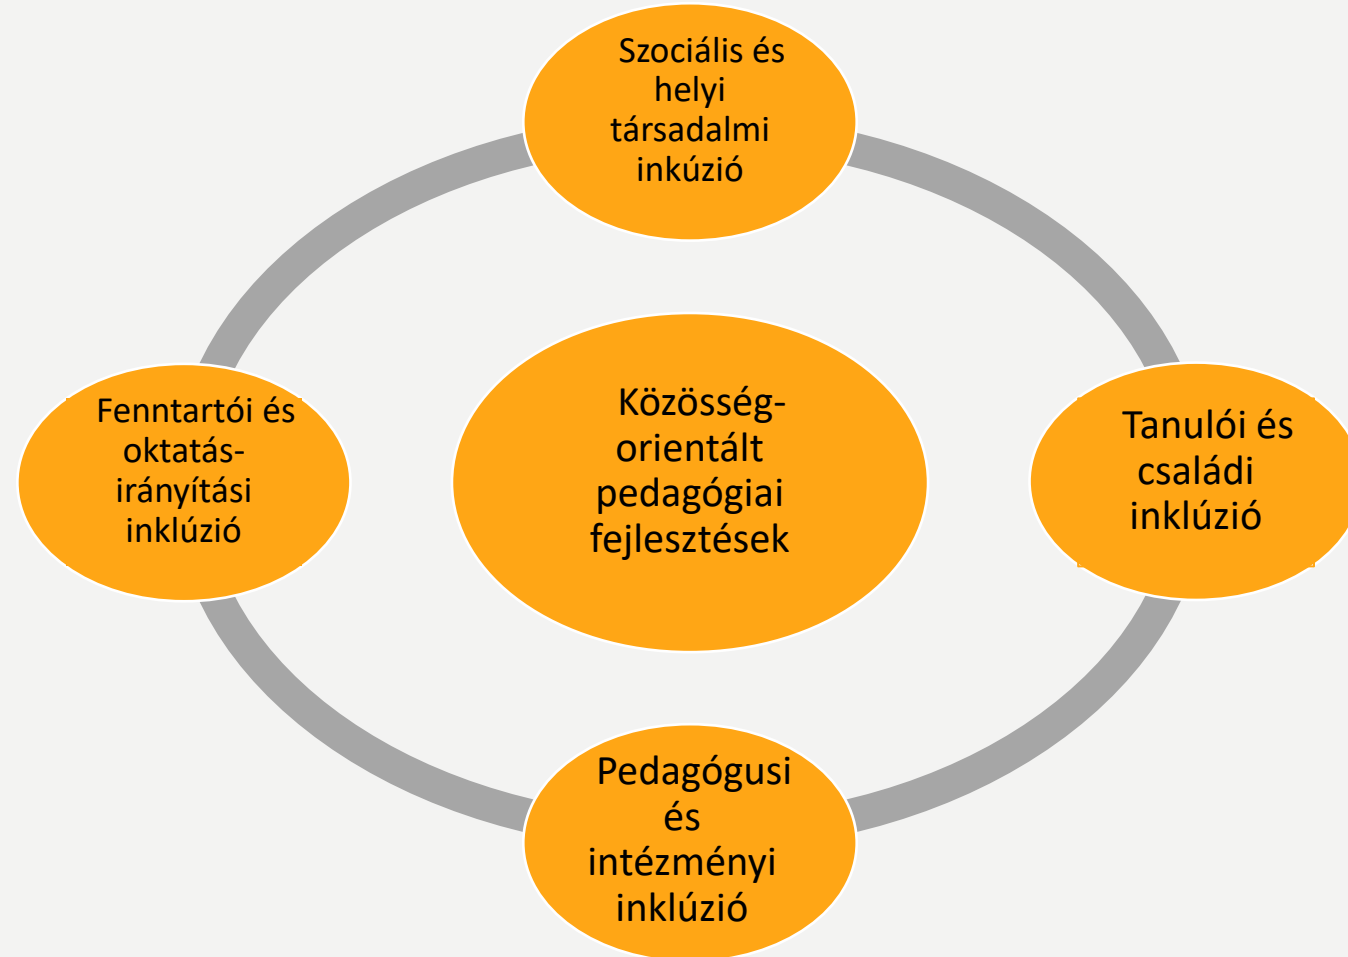 Szociális és
helyi
társadalmi
inkúzió
Fenntartói és
oktatás-
irányítási
inklúzió
Közösség-
orientált
pedagógiai
fejlesztések
Tanulói és
családi
inklúzió
Pedagógusi
és
intézményi
inklúzió